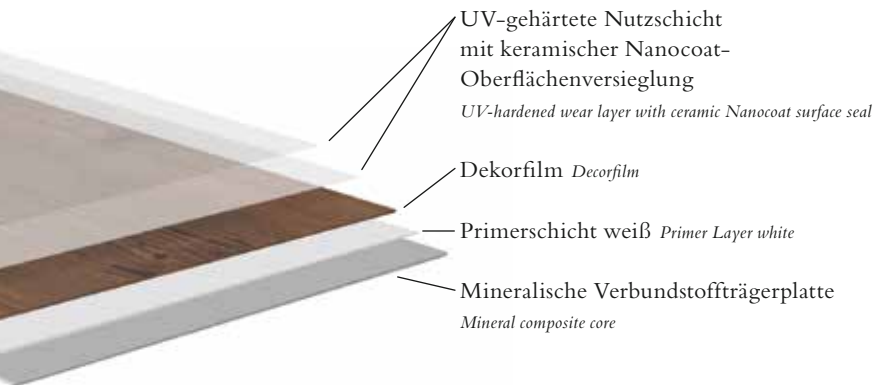 UV-gehärtete Nutzschicht
mit keramischer Nanocoat-
Oberflächenversieglung
UV-hardened wear layer with ceramic Nanocoat surface seal
Dekorfilm Decorfilm
Primerschicht weiß Primer Layer white
Mineralische Verbundstoffträgerplatte
Mineral composite core